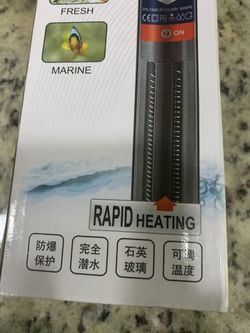 FRESH
MARINE
ON
RAPID HEATING
防爆 完全 石英 可调
保护 潜水 玻璃 温度